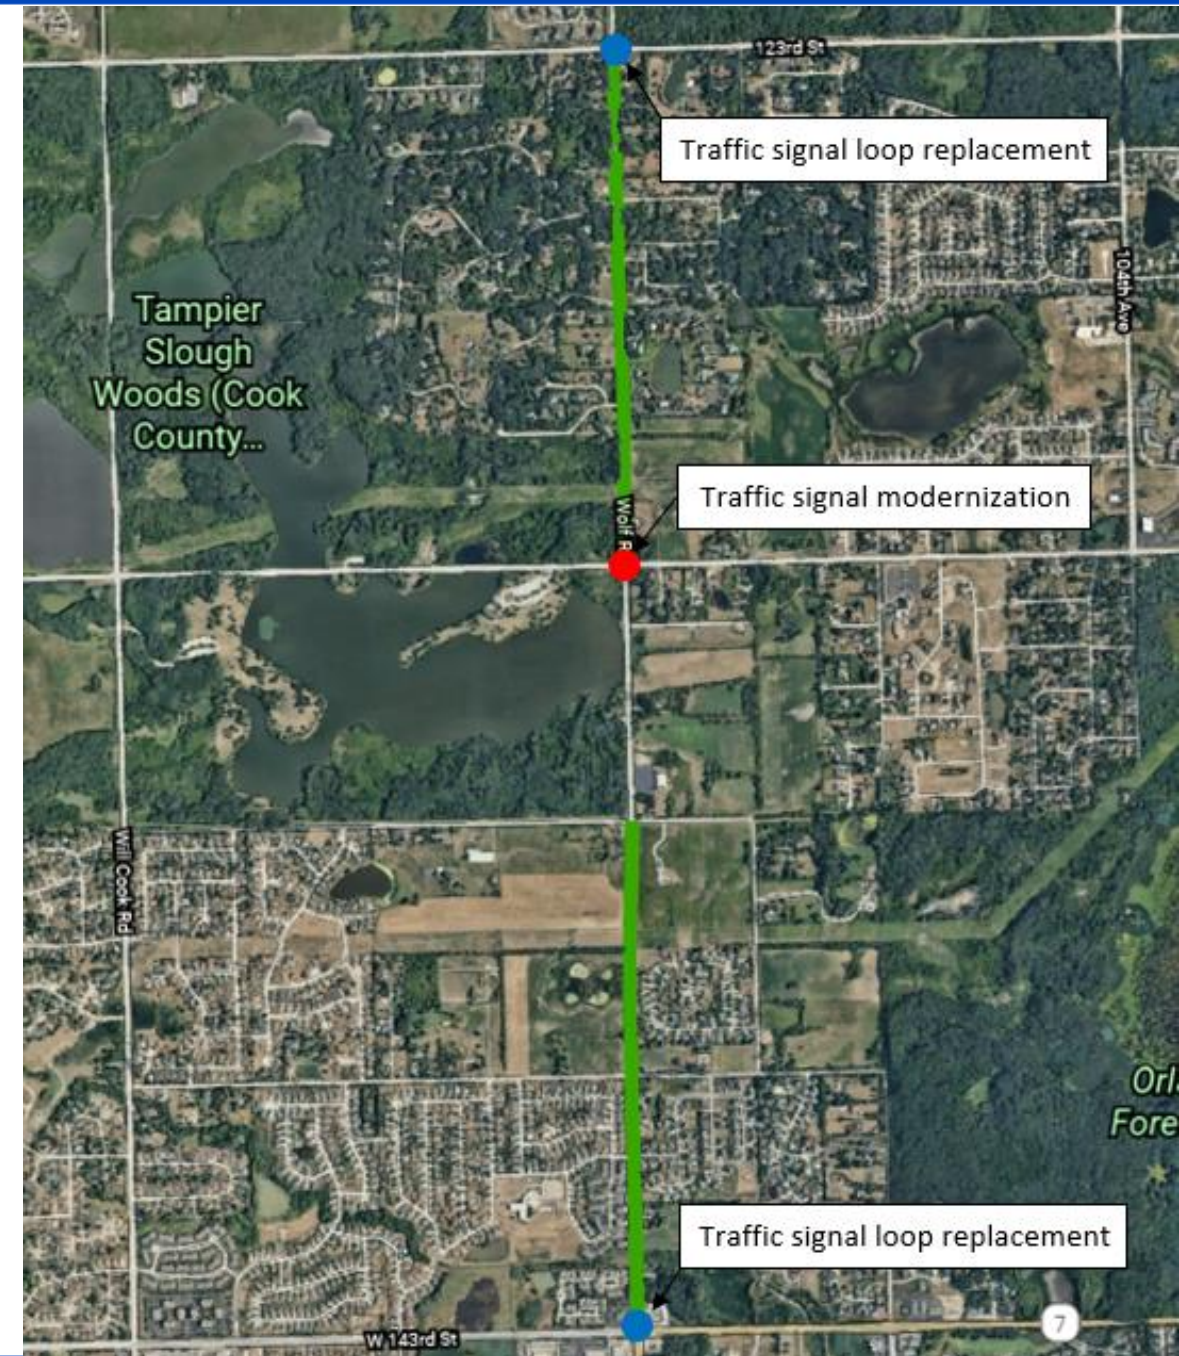 123rd St
Traffic signal loop replacement
104th Ave
Tampier
Slough
Woods (Cook
County...
Traffic signal modernization
Wolf R
Will Cook Rd
Orl
Fore
Traffic signal loop replacement
7
W 143rd St